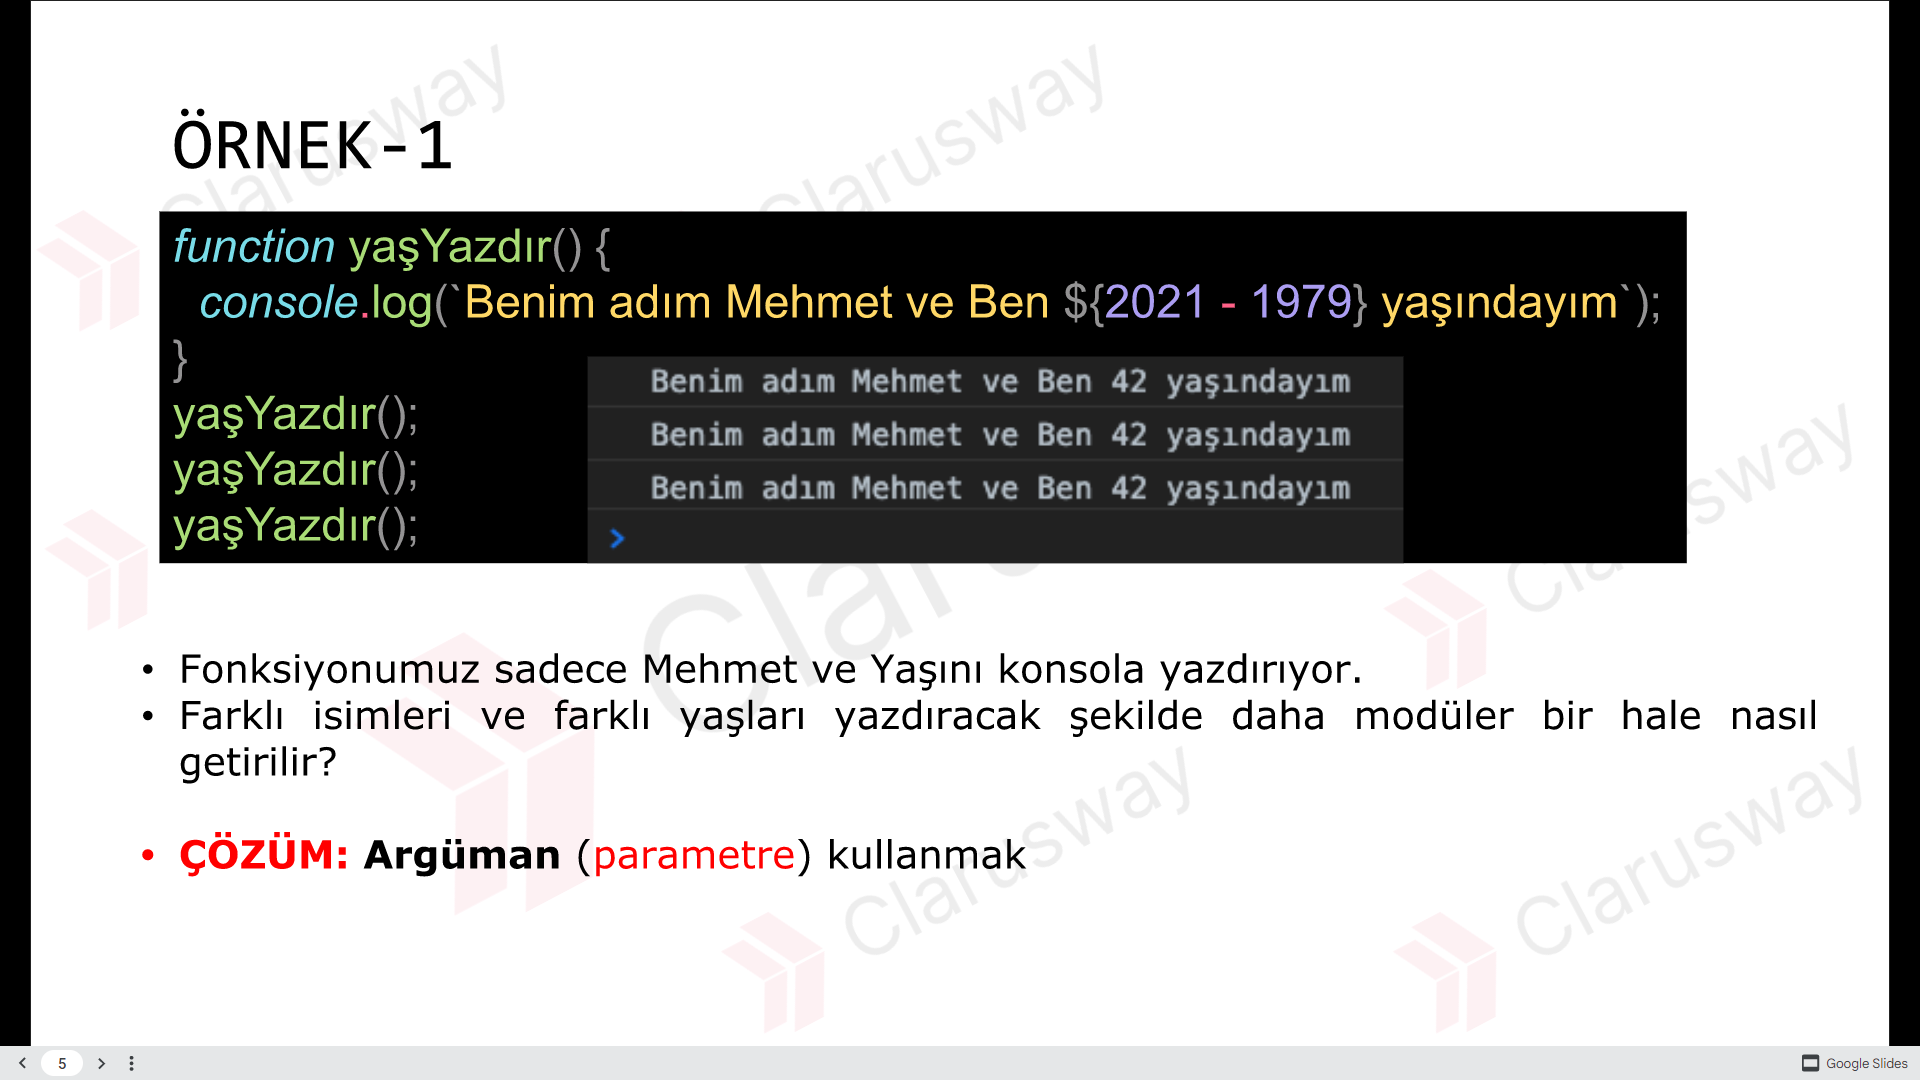 Clarusway
Clarusway
ÖRNEK-1
function yaşYazdır() {
console.log(`Benim adım Mehmet ve Ben ${2021 - 1979} yaşındayım`);
}
yaşYazdır();
yaşYazdır();
yaşYazdır();
Benim adım Mehmet ve Ben 42 yaşındayım
Benim adım Mehmet ve Ben 42 yaşındayım
Benim adım Mehmet ve Ben 42 yaşındayım
>
• Fonksiyonumuz sadece Mehmet ve Yaşını konsola yazdırıyor.
• Farklı isimleri ve farklı yaşları yazdıracak şekilde daha modüler bir hale nasıl
getirilir?
• ÇÖZÜM: Argüman (parametre) kullanmak
Clarusway
Clarusway
5
Google Slides